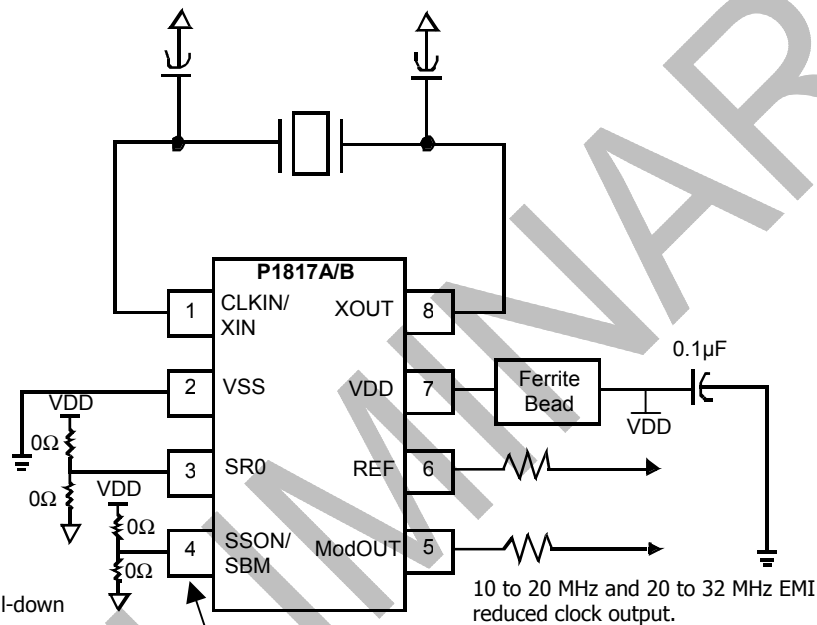 P1817A/B
1
CLKIN/
XIN
XOUT
8
2
VSS
VDD
7
Ferrite
Bead
0.1µF
VDD
VDD
0Ω
0Ω
3
SR0
REF
6
VDD
0Ω
0Ω
4
SSON/
SBM
ModOUT
5
10 to 20 MHz and 20 to 32 MHz EMI
reduced clock output.
l-down
IMINAR